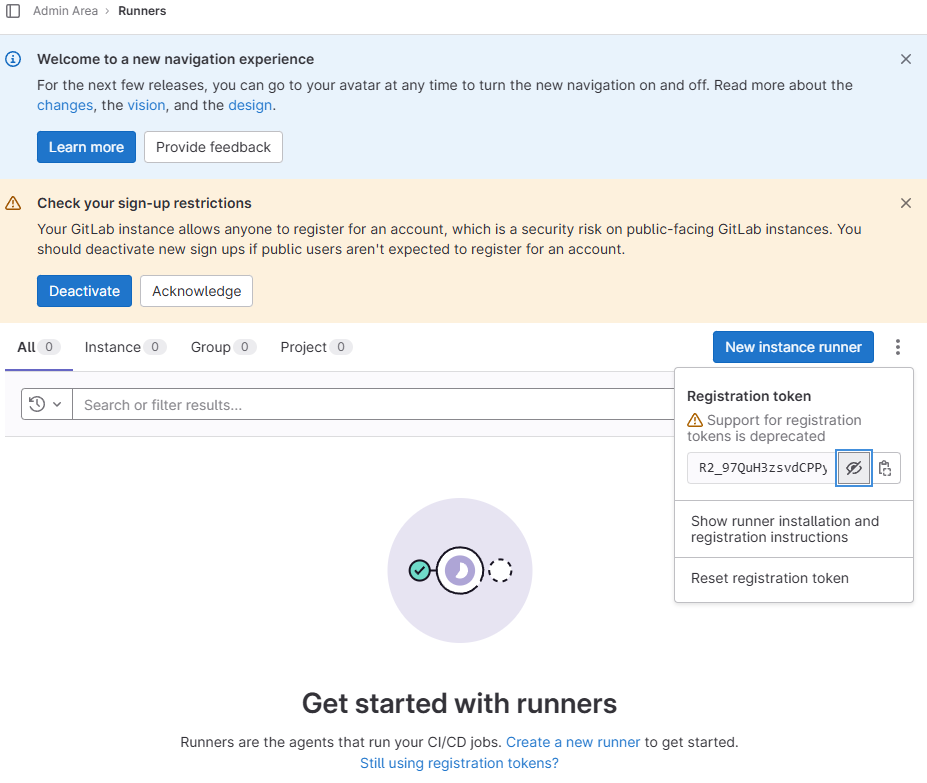 Admin Area › Runners
Welcome to a new navigation experience
For the next few releases, you can go to your avatar at any time to turn the new navigation on and off. Read more about the
changes, the vision, and the design.
Learn more Provide feedback
Check your sign-up restrictions
Your GitLab instance allows anyone to register for an account, which is a security risk on public-facing GitLab instances. You
should deactivate new sign ups if public users aren't expected to register for an account.
Deactivate Acknowledge
All 0 Instance 0 Group 0 Project 0 New instance runner
Search or filter results...
Registration token
Support for registration
tokens is deprecated
R2_97QuH3zsvdCPPy
Show runner installation and
registration instructions
Reset registration token
Get started with runners
Runners are the agents that run your CI/CD jobs. Create a new runner to get started.
Still using registration tokens?